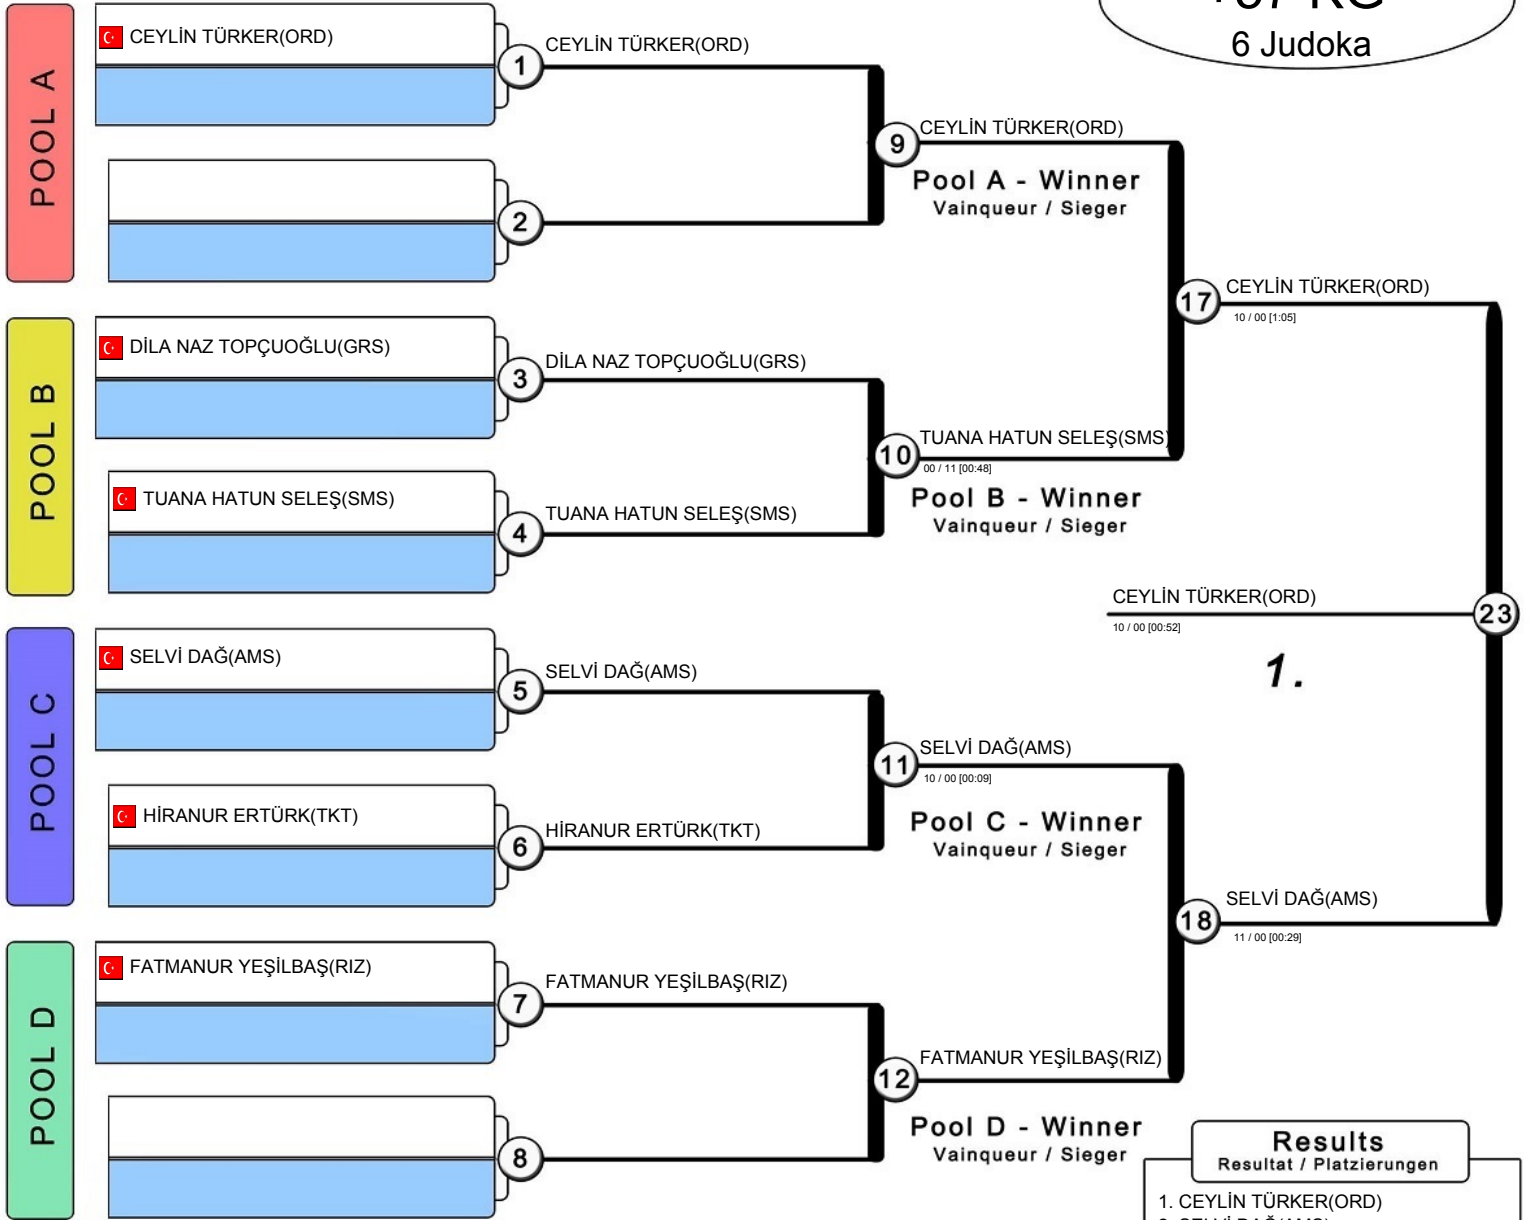 6 Judoka
POOL A
CEYLİN TÜRKER(ORD)
1
CEYLİN TÜRKER(ORD)
2
9
CEYLİN TÜRKER(ORD)
Pool A - Winner
Vainqueur / Sieger
POOL B
DİLA NAZ TOPÇUOĞLU(GRS)
3
DİLA NAZ TOPÇUOĞLU(GRS)
TUANA HATUN SELEŞ(SMS)
4
TUANA HATUN SELEŞ(SMS)
10
TUANA HATUN SELEŞ(SMS)
00 / 11 [00:48]
Pool B - Winner
Vainqueur / Sieger
17
CEYLİN TÜRKER(ORD)
10 / 00 [1:05]
POOL C
SELVİ DAĞ(AMS)
5
SELVİ DAĞ(AMS)
HİRANUR ERTÜRK(TKT)
6
HİRANUR ERTÜRK(TKT)
11
SELVİ DAĞ(AMS)
10 / 00 [00:09]
Pool C - Winner
Vainqueur / Sieger
POOL D
FATMANUR YEŞİLBAŞ(RIZ)
7
FATMANUR YEŞİLBAŞ(RIZ)
8
12
FATMANUR YEŞİLBAŞ(RIZ)
Pool D - Winner
Vainqueur / Sieger
18
SELVİ DAĞ(AMS)
11 / 00 [00:29]
CEYLİN TÜRKER(ORD)
10 / 00 [00:52]
23
1.
Results
Resultat / Platzierungen
1. CEYLİN TÜRKER(ORD)